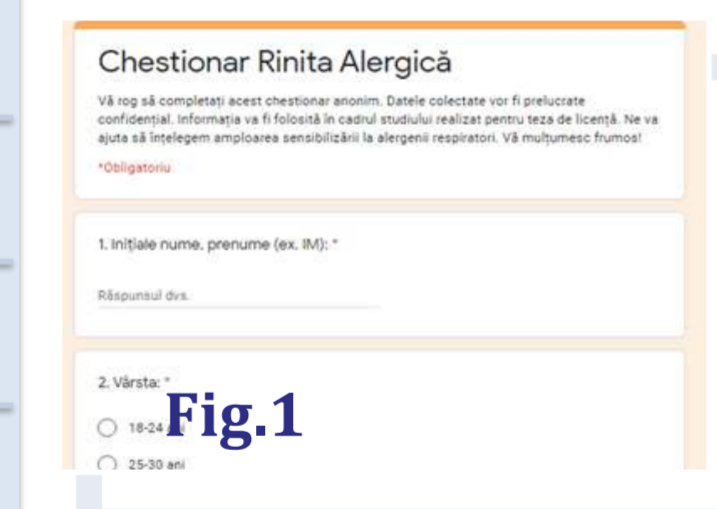 Chestionar Rinita Alergică
Vă rog să completați acest chestionar anonim. Datele colectate vor fi prelucrate
confidențial. Informația va fi folosită în cadrul studiului realizat pentru teza de licență. Ne va
ajuta să înțelegem amploarea sensibilizării la alergenii respiratori. Vă mulțumesc frumos!
*Obligatoriu
1. Inițiale nume, prenume (ex. IM): *
Răspunsul dvs.
2. Vârsta: *
18-24
Fig.1
25-30 ani